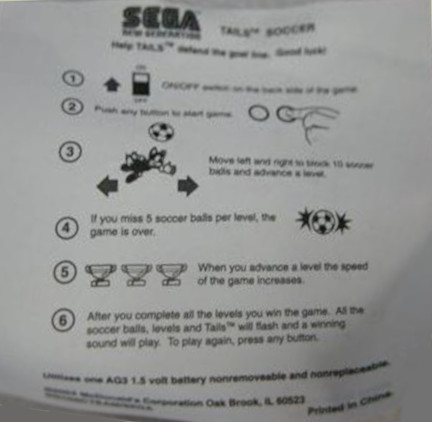 SEGA
NEW GENERATION
TAILS™ SOCCER
Help TAILS™ defend the goal line. Good luck!
1
ON
OFF
ON/OFF switch on the back side of the game.
2
Push any button to start game.
3
Move left and right to block 10 soccer
balls and advance a level.
4
If you miss 5 soccer balls per level, the
game is over.
5
When you advance a level the speed
of the game increases.
6
After you complete all the levels you win the game. All the
soccer balls, levels and Tails™ will flash and a winning
sound will play. To play again, press any button.
Utilizes one AG3 1.5 volt battery nonremoveable and nonreplaceable.
McDonald's Corporation Oak Brook, IL 60523
Printed in China